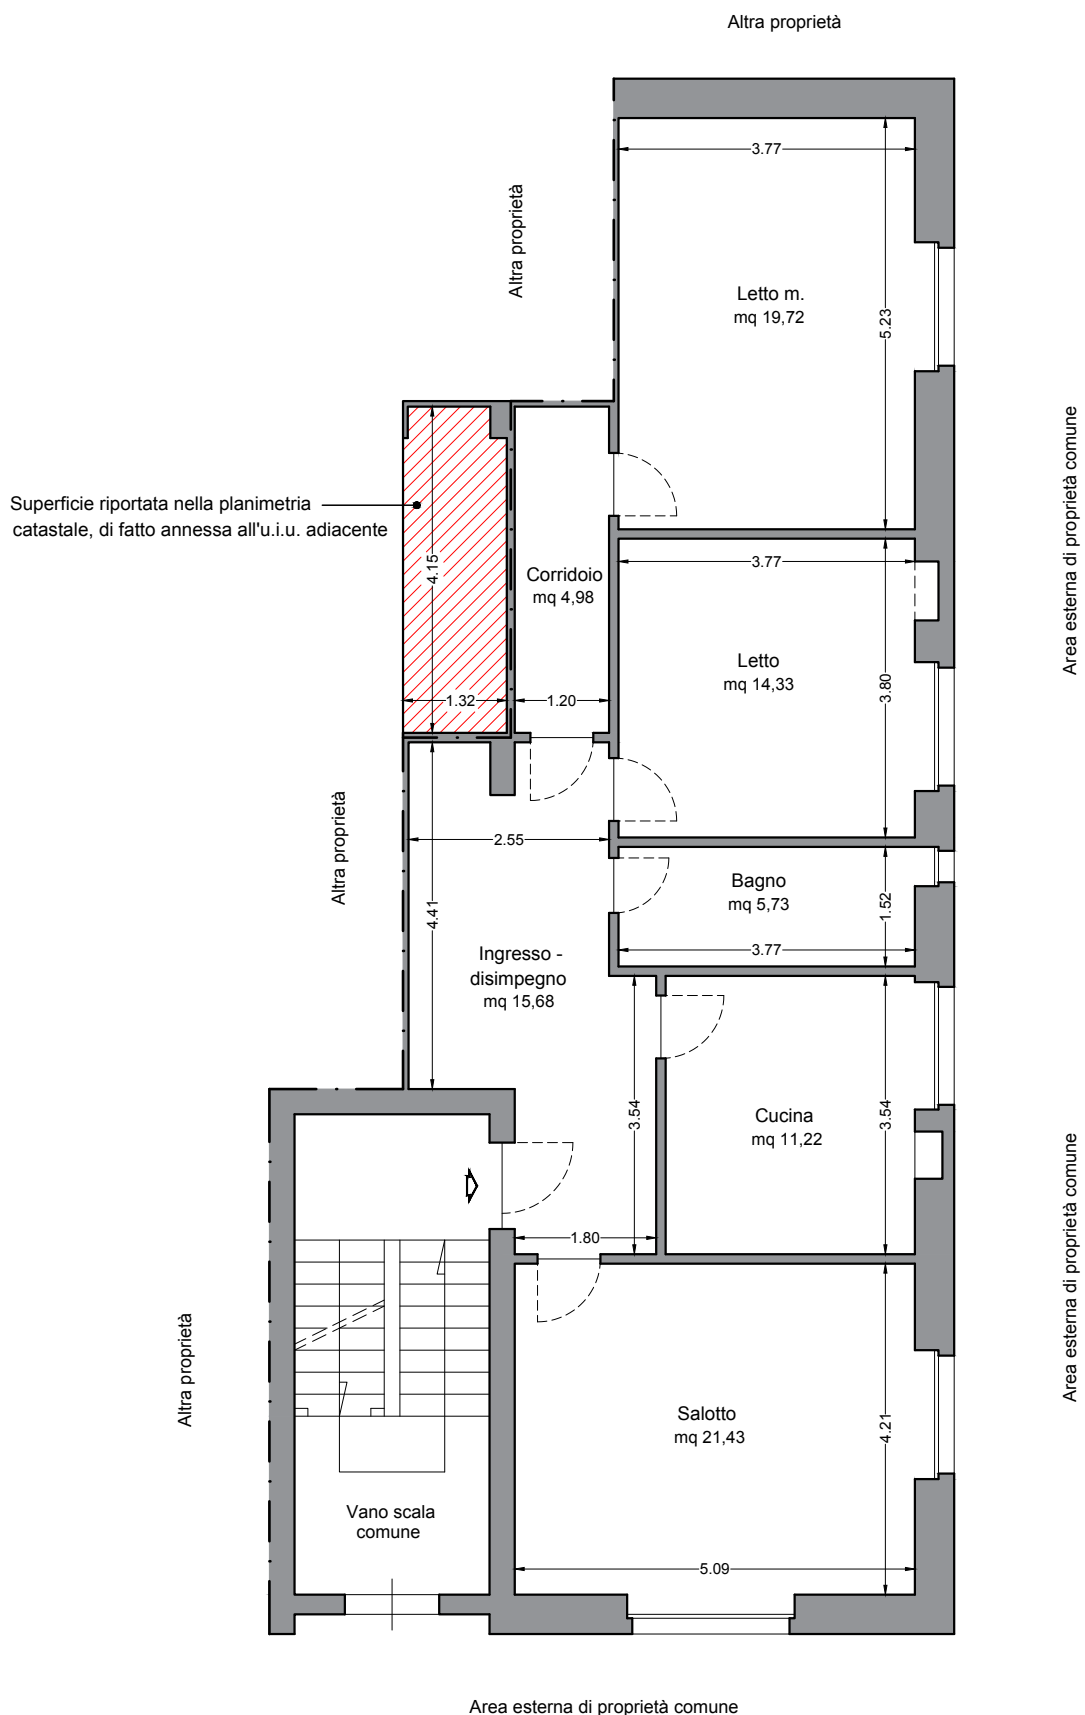 Altra proprietà
3.77
Altra proprietà
Letto m.
mq 19,72
5.23
Area esterna di proprietà comune
Superficie riportata nella planimetria
catastale, di fatto annessa all'u.i.u. adiacente
4.15
3.77
Corridoio
mq 4,98
Letto
mq 14,33
3.80
1.32
1.20
Altra proprietà
2.55
Bagno
mq 5,73
1.52
4.41
3.77
Ingresso -
disimpegno
mq 15,68
3.54
Cucina
mq 11,22
3.54
Area esterna di proprietà comune
1.80
Altra proprietà
Salotto
mq 21,43
4.21
Vano scala
comune
5.09
Area esterna di proprietà comune